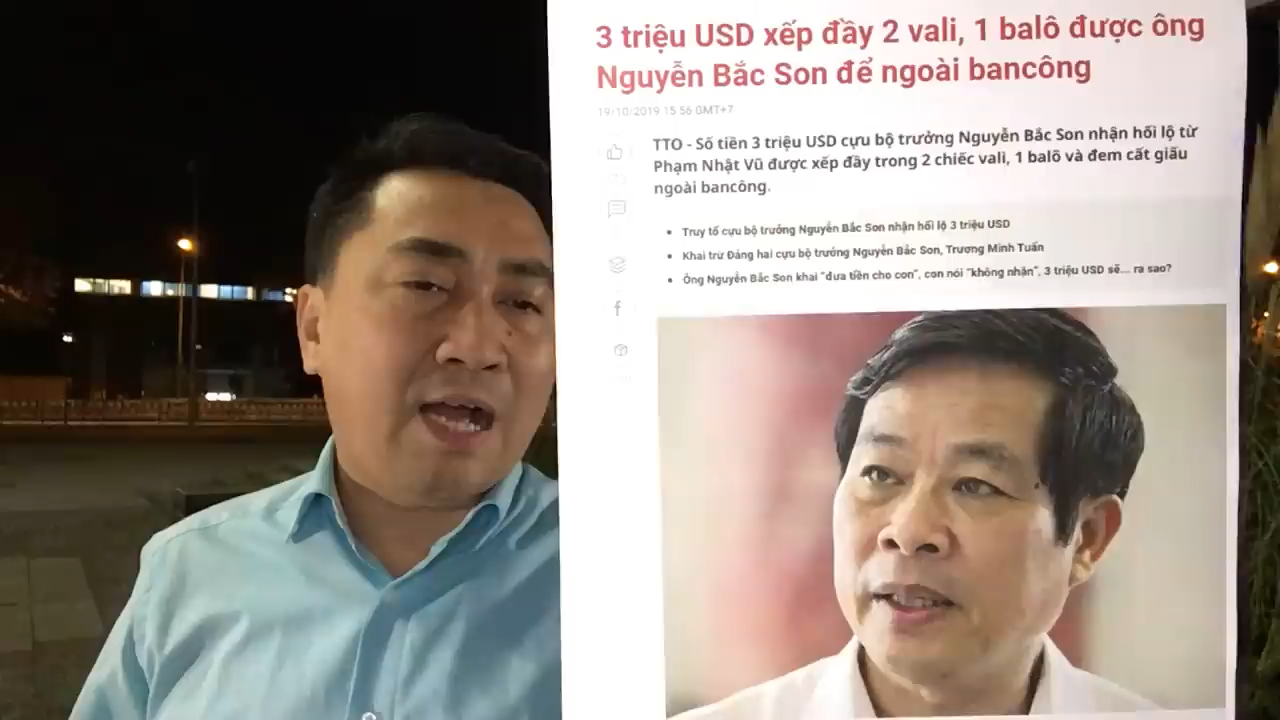 3 triệu USD xếp đầy 2 vali, 1 balô được ông
Nguyễn Bắc Son để ngoài bancông
19/10/2019 15:56 GMT+7
TTO - Số tiền 3 triệu USD cựu bộ trưởng Nguyễn Bắc Son nhận hối lộ từ
Phạm Nhật Vũ được xếp đầy trong 2 chiếc vali, 1 balô và đem cất giấu
ngoài bancông.
Truy tố cựu bộ trưởng Nguyễn Bắc Son nhận hối lộ 3 triệu USD
Khai trừ Đảng hai cựu bộ trưởng Nguyễn Bắc Son, Trương Minh Tuấn
Ông Nguyễn Bắc Son khai "đưa tiền cho con", con nói "không nhận", 3 triệu USD sẽ... ra sao?